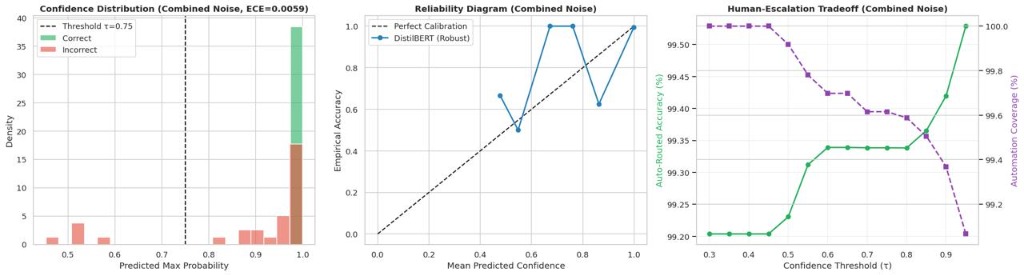 Confidence Distribution (Combined Noise, ECE=0.0059)
Threshold τ=0.75
Correct
Incorrect
40
35
30
25
20
15
10
5
0
Density
0.5 0.6 0.7 0.8 0.9 1.0
Predicted Max Probability
Reliability Diagram (Combined Noise)
Perfect Calibration
DistilBERT (Robust)
1.0
0.8
0.6
0.4
0.2
0.0
Empirical Accuracy
0.0 0.2 0.4 0.6 0.8 1.0
Mean Predicted Confidence
Human-Escalation Tradeoff (Combined Noise)
99.50
99.45
99.40
99.35
99.30
99.25
99.20
Auto-Routed Accuracy (%)
100.0
99.8
99.6
99.4
99.2
Automation Coverage (%)
0.3 0.4 0.5 0.6 0.7 0.8 0.9
Confidence Threshold (τ)